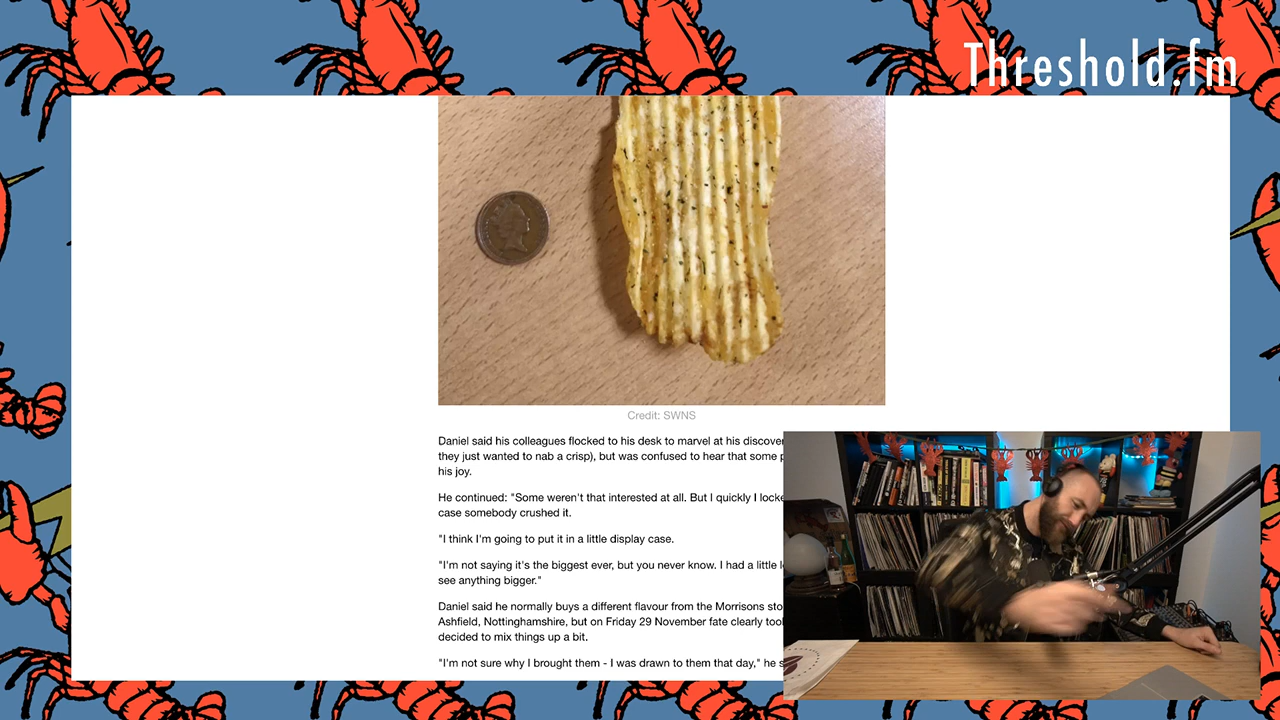 Threshold.fm
Credit: SWNS
Daniel said his colleagues flocked to his desk to marvel at his discover
they just wanted to nab a crisp), but was confused to hear that some p
his joy.
He continued: "Some weren't that interested at all. But I quickly I locke
case somebody crushed it.
"I think I'm going to put it in a little display case.
"I'm not saying it's the biggest ever, but you never know. I had a little l
see anything bigger."
Daniel said he normally buys a different flavour from the Morrisons sto
Ashfield, Nottinghamshire, but on Friday 29 November fate clearly tool
decided to mix things up a bit.
"I'm not sure why I brought them - I was drawn to them that day," he s